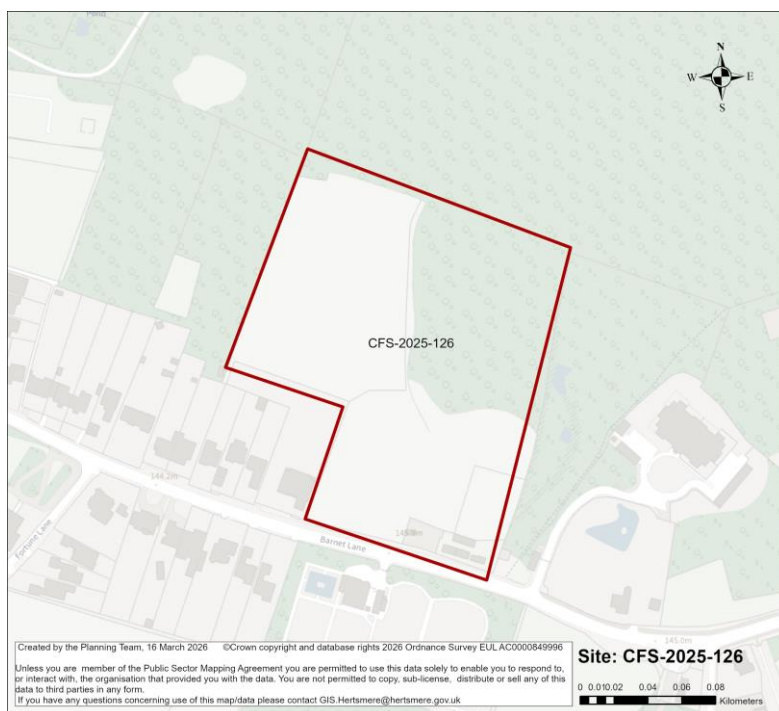 Pond
N
W E
S
CFS-2025-126
144.2m
Fortune Lane
Barnet Lane
145.0m
Created by the Planning Team, 16 March 2026 ©Crown copyright and database rights 2026 Ordnance Survey EUL AC0000849996
Unless you are member of the Public Sector Mapping Agreement you are permitted to use this data solely to enable you to respond to,
or interact with, the organisation that provided you with the data. You are not permitted to copy, sub-license, distribute or sell any of this
data to third parties in any form.
If you have any questions concerning use of this map/data please contact GIS.Hertsmere@hertsmere.gov.uk
Site: CFS-2025-126
0 0.010.02 0.04 0.06 0.08
Kilometers